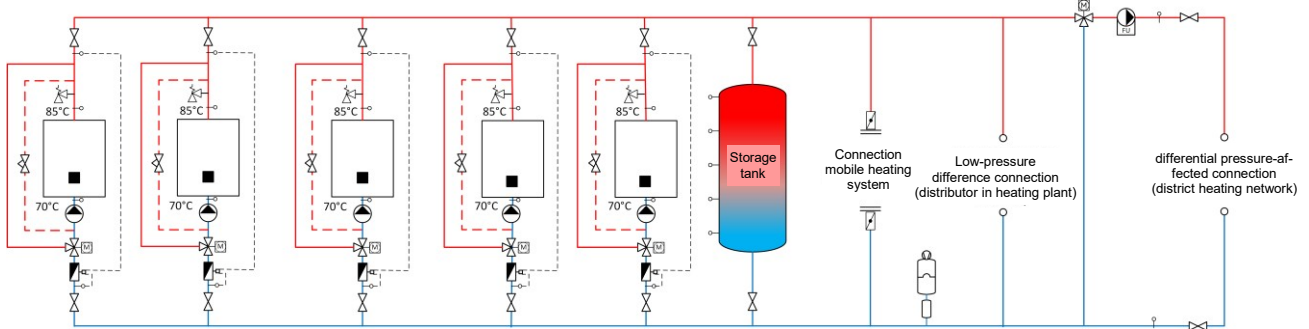 M
FU
85°C
85°C
85°C
85°C
85°C
70°C
70°C
70°C
70°C
70°C
M
M
M
M
M
Storage
tank
Connection
mobile heating
system
Low-pressure
difference connection
(distributor in heating plant)
differential pressure-af-
fected connection
(district heating network)